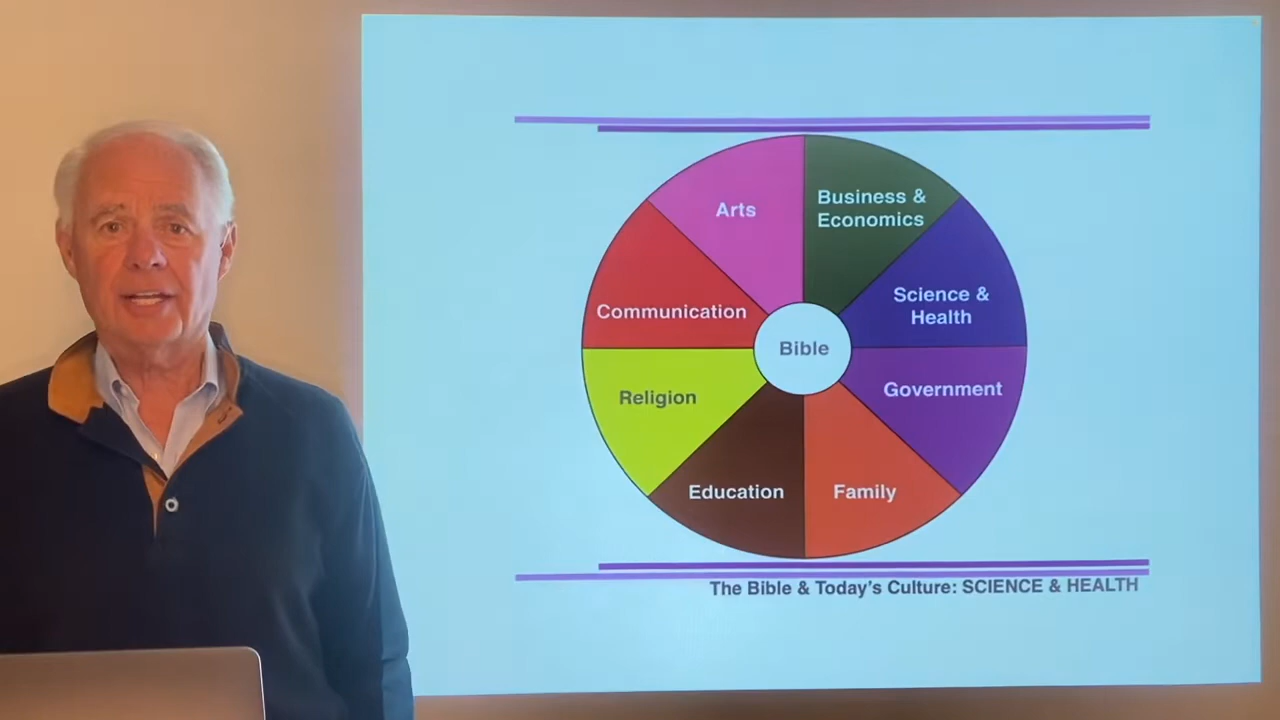 Arts
Business &
Economics
Science &
Health
Communication
Bible
Government
Religion
Education
Family
The Bible & Today's Culture: SCIENCE & HEALTH